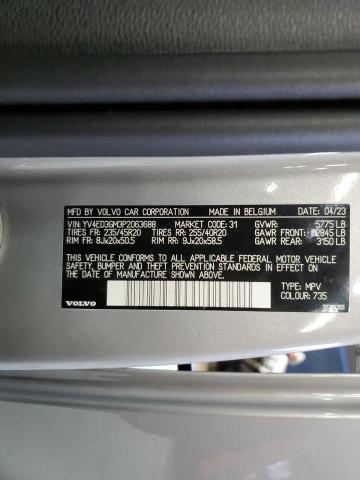 MFD BY VOLVO CAR CORPORATION MADE IN BELGIUM DATE: 04/23
VIN: YV4ED3GM3P2063688 MARKET CODE: 31 GVWR: 5775 LB
TIRES FR: 235/45R20 TIRES RR: 255/40R20 GAWR FRONT: 2845 LB
RIM FR: 8Jx20x50.5 RIM RR: 9Jx20x58.5 GAWR REAR: 3150 LB
THIS VEHICLE CONFORMS TO ALL APPLICABLE FEDERAL MOTOR VEHICLE
SAFETY, BUMPER AND THEFT PREVENTION STANDARDS IN EFFECT ON
THE DATE OF MANUFACTURE SHOWN ABOVE.
TYPE: MPV
COLOUR: 735
VOLVO